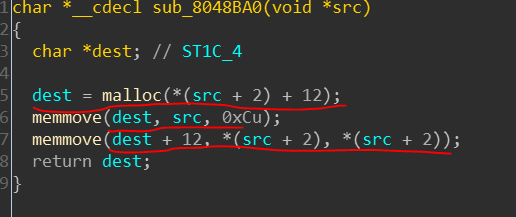 1 char *__cdecl sub_8048BA0(void *src)
2 {
3   char *dest; // ST1C_4
4
5   dest = malloc(*(src + 2) + 12);
6   memmove(dest, src, 0xCu);
7   memmove(dest + 12, *(src + 2), *(src + 2));
8   return dest;
9 }